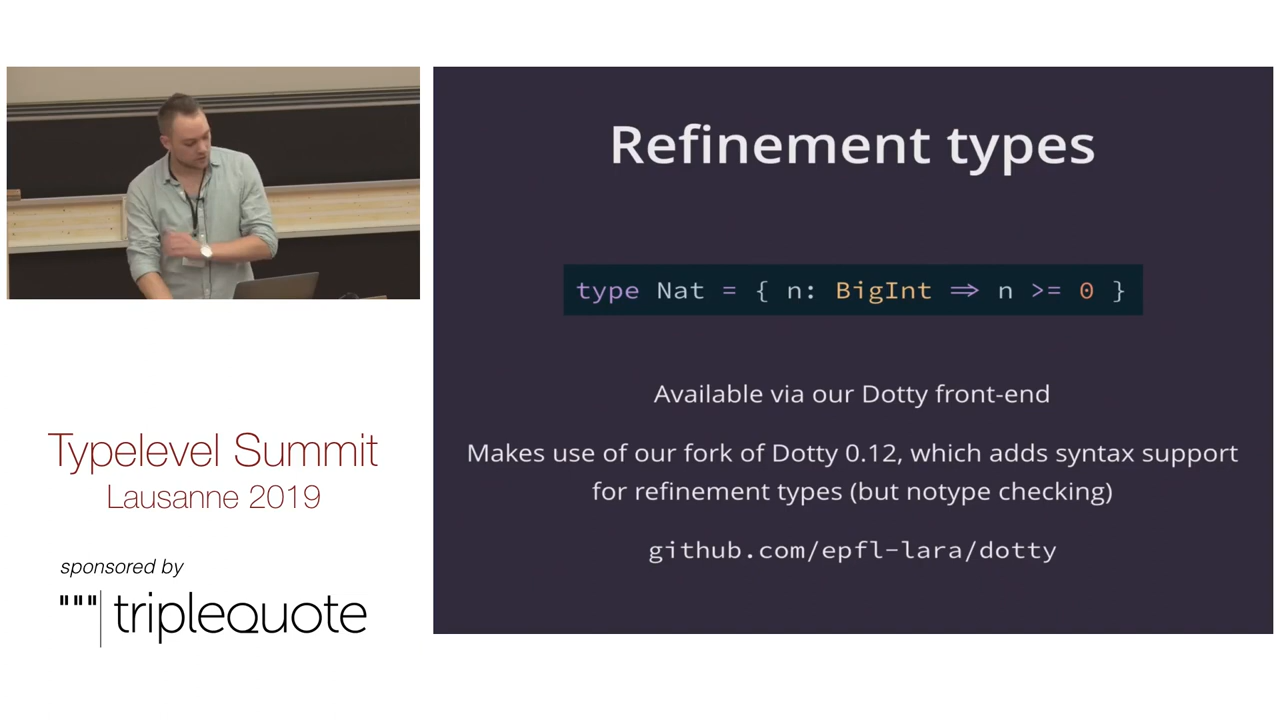 Refinement types
type Nat = { n: BigInt ⇒ n >= 0 }
Available via our Dotty front-end
Makes use of our fork of Dotty 0.12, which adds syntax support
for refinement types (but notype checking)
github.com/epfl-lara/dotty
Typelevel Summit
Lausanne 2019
sponsored by
"""|triplequote